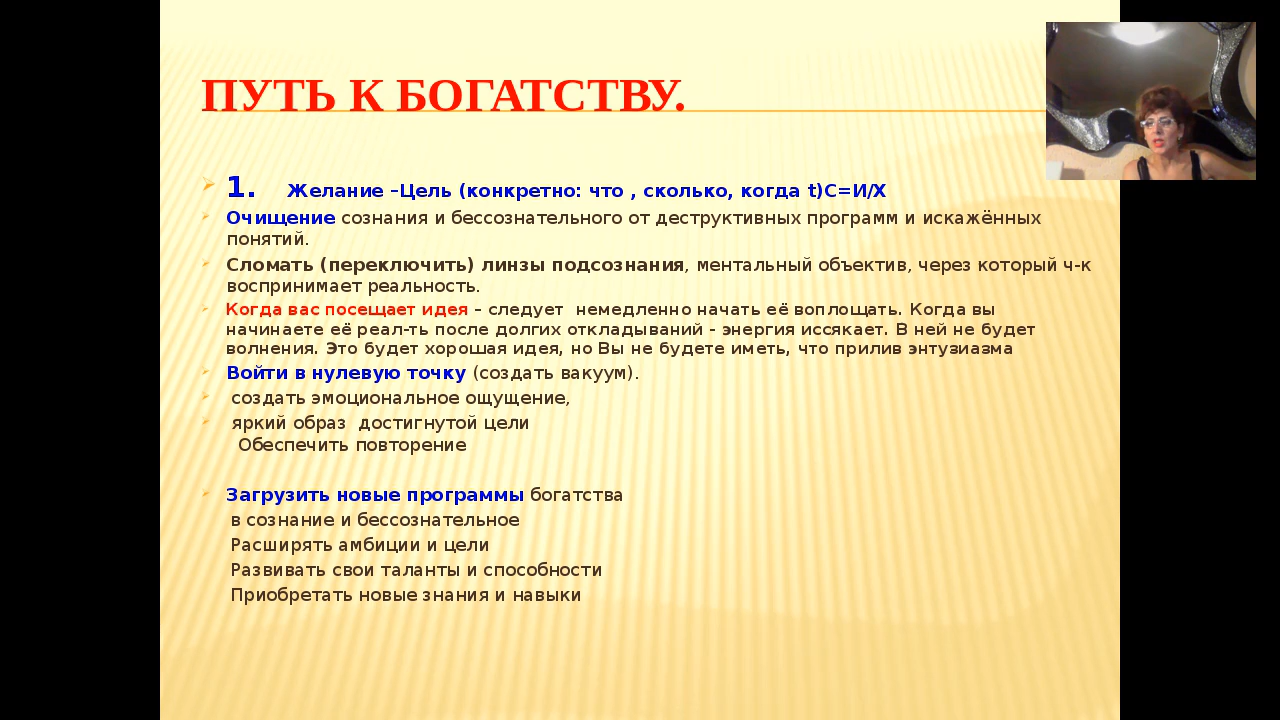 ПУТЬ К БОГАТСТВУ.
1. Желание –Цель (конкретно: что , сколько, когда t)С=И/Х
Очищение сознания и бессознательного от деструктивных программ и искажённых
понятий.
Сломать (переключить) линзы подсознания, ментальный объектив, через который ч-к
воспринимает реальность.
Когда вас посещает идея – следует немедленно начать её воплощать. Когда вы
начинаете её реал-ть после долгих откладываний - энергия иссякает. В ней не будет
волнения. Это будет хорошая идея, но Вы не будете иметь, что прилив энтузиазма
Войти в нулевую точку (создать вакуум).
создать эмоциональное ощущение,
яркий образ достигнутой цели
Обеспечить повторение
Загрузить новые программы богатства
в сознание и бессознательное
Расширять амбиции и цели
Развивать свои таланты и способности
Приобретать новые знания и навыки